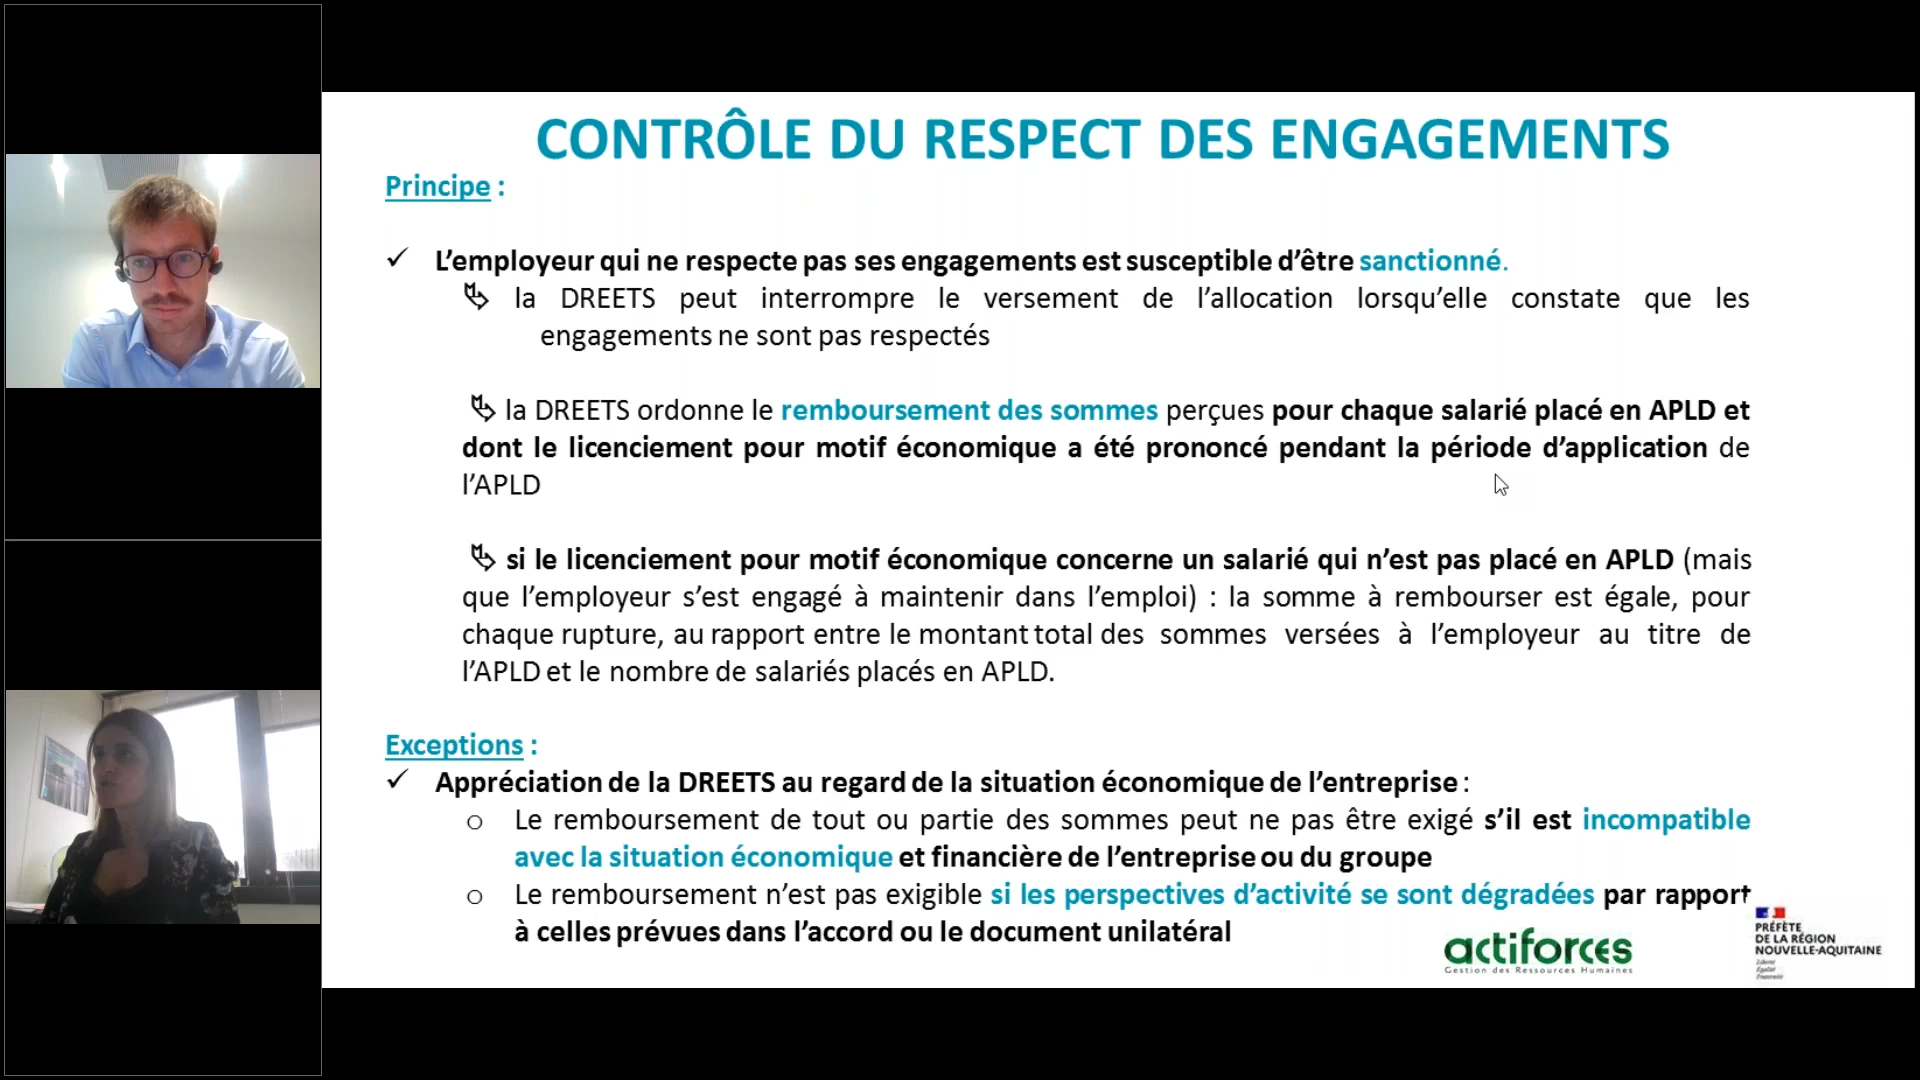 CONTRÔLE DU RESPECT DES ENGAGEMENTS
Principe :
✓ L’employeur qui ne respecte pas ses engagements est susceptible d’être sanctionné.
la DREETS peut interrompre le versement de l’allocation lorsqu’elle constate que les
engagements ne sont pas respectés
la DREETS ordonne le remboursement des sommes perçues pour chaque salarié placé en APLD et
dont le licenciement pour motif économique a été prononcé pendant la période d’application de
l’APLD
si le licenciement pour motif économique concerne un salarié qui n’est pas placé en APLD (mais
que l’employeur s’est engagé à maintenir dans l’emploi) : la somme à rembourser est égale, pour
chaque rupture, au rapport entre le montant total des sommes versées à l’employeur au titre de
l’APLD et le nombre de salariés placés en APLD.
Exceptions :
✓ Appréciation de la DREETS au regard de la situation économique de l’entreprise :
o Le remboursement de tout ou partie des sommes peut ne pas être exigé s’il est incompatible
avec la situation économique et financière de l’entreprise ou du groupe
o Le remboursement n’est pas exigible si les perspectives d’activité se sont dégradées par rapport
à celles prévues dans l’accord ou le document unilatéral
actiforces
Gestion des Ressources Humaines
PRÉFÈTE
DE LA RÉGION
NOUVELLE-AQUITAINE
Liberté
Égalité
Fraternité